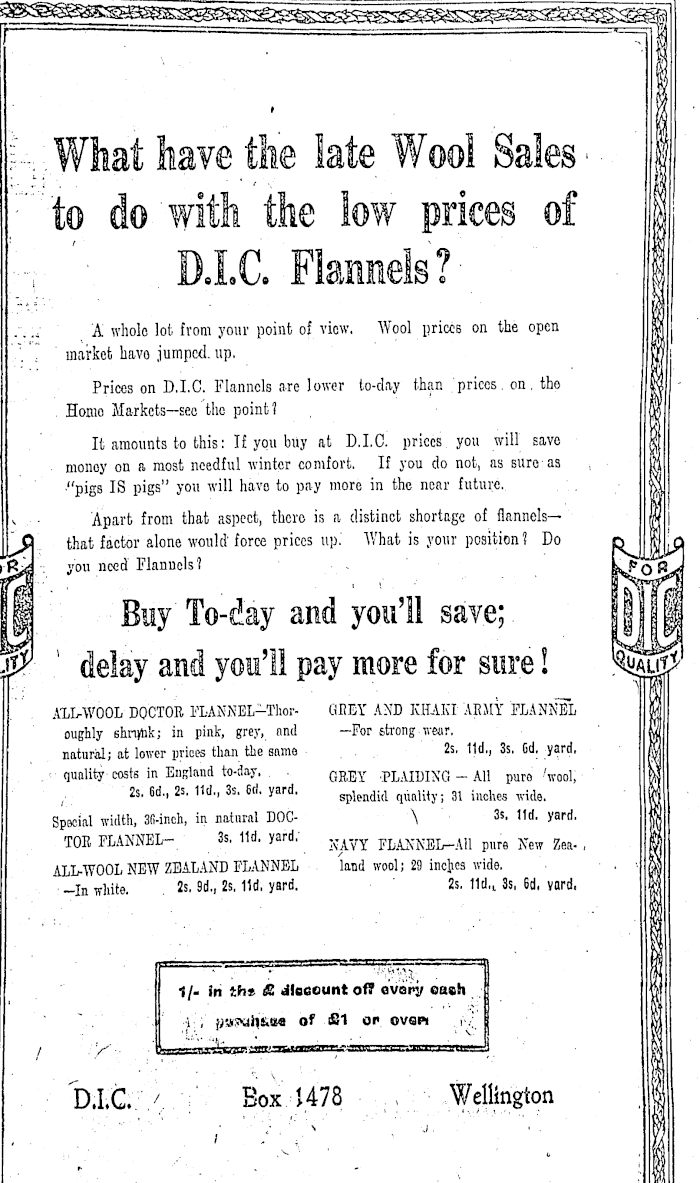 What have the late Wool Sales
to do with the low prices of
D.I.C. Flannels?
A whole lot from your point of view. Wool prices on the open
market have jumped up.
Prices on D.I.C. Flannels are lower to-day than prices on the
Home Markets—see the point?
It amounts to this: If you buy at D.I.C. prices you will save
money on a most needful winter comfort. If you do not, as sure as
"pigs IS pigs" you will have to pay more in the near future.
Apart from that aspect, there is a distinct shortage of flannels—
that factor alone would force prices up. What is your position? Do
you need Flannels?
Buy To-day and you'll save;
delay and you'll pay more for sure!
ALL-WOOL DOCTOR FLANNEL—Thor-
oughly shrunk; in pink, grey, and
natural; at lower prices than the same
quality costs in England to-day.
2s. 6d., 2s. 11d., 3s. 6d. yard.
Special width, 36-inch, in natural DOC-
TOR FLANNEL— 3s. 11d. yard.
ALL-WOOL NEW ZEALAND FLANNEL
—In white. 2s. 9d., 2s. 11d. yard.
GREY AND KHAKI ARMY FLANNEL
—For strong wear.
2s. 11d., 3s. 6d. yard.
GREY PLAIDING — All pure wool,
splendid quality; 31 inches wide.
3s. 11d. yard.
NAVY FLANNEL—All pure New Zea-
land wool; 29 inches wide.
2s. 11d., 3s. 6d. yard.
FOR
DIC
QUALITY
1/- in the £ discount off every cash
purchase of £1 or over
D.I.C. Box 1478 Wellington